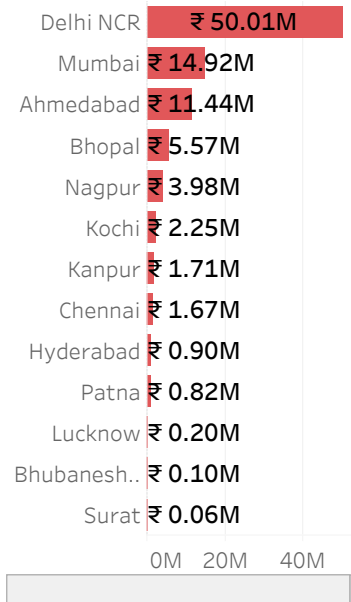 Delhi NCR ₹ 50.01M
Mumbai ₹ 14.92M
Ahmedabad ₹ 11.44M
Bhopal ₹ 5.57M
Nagpur ₹ 3.98M
Kochi ₹ 2.25M
Kanpur ₹ 1.71M
Chennai ₹ 1.67M
Hyderabad ₹ 0.90M
Patna ₹ 0.82M
Lucknow ₹ 0.20M
Bhubanesh.. ₹ 0.10M
Surat ₹ 0.06M
0M 20M 40M